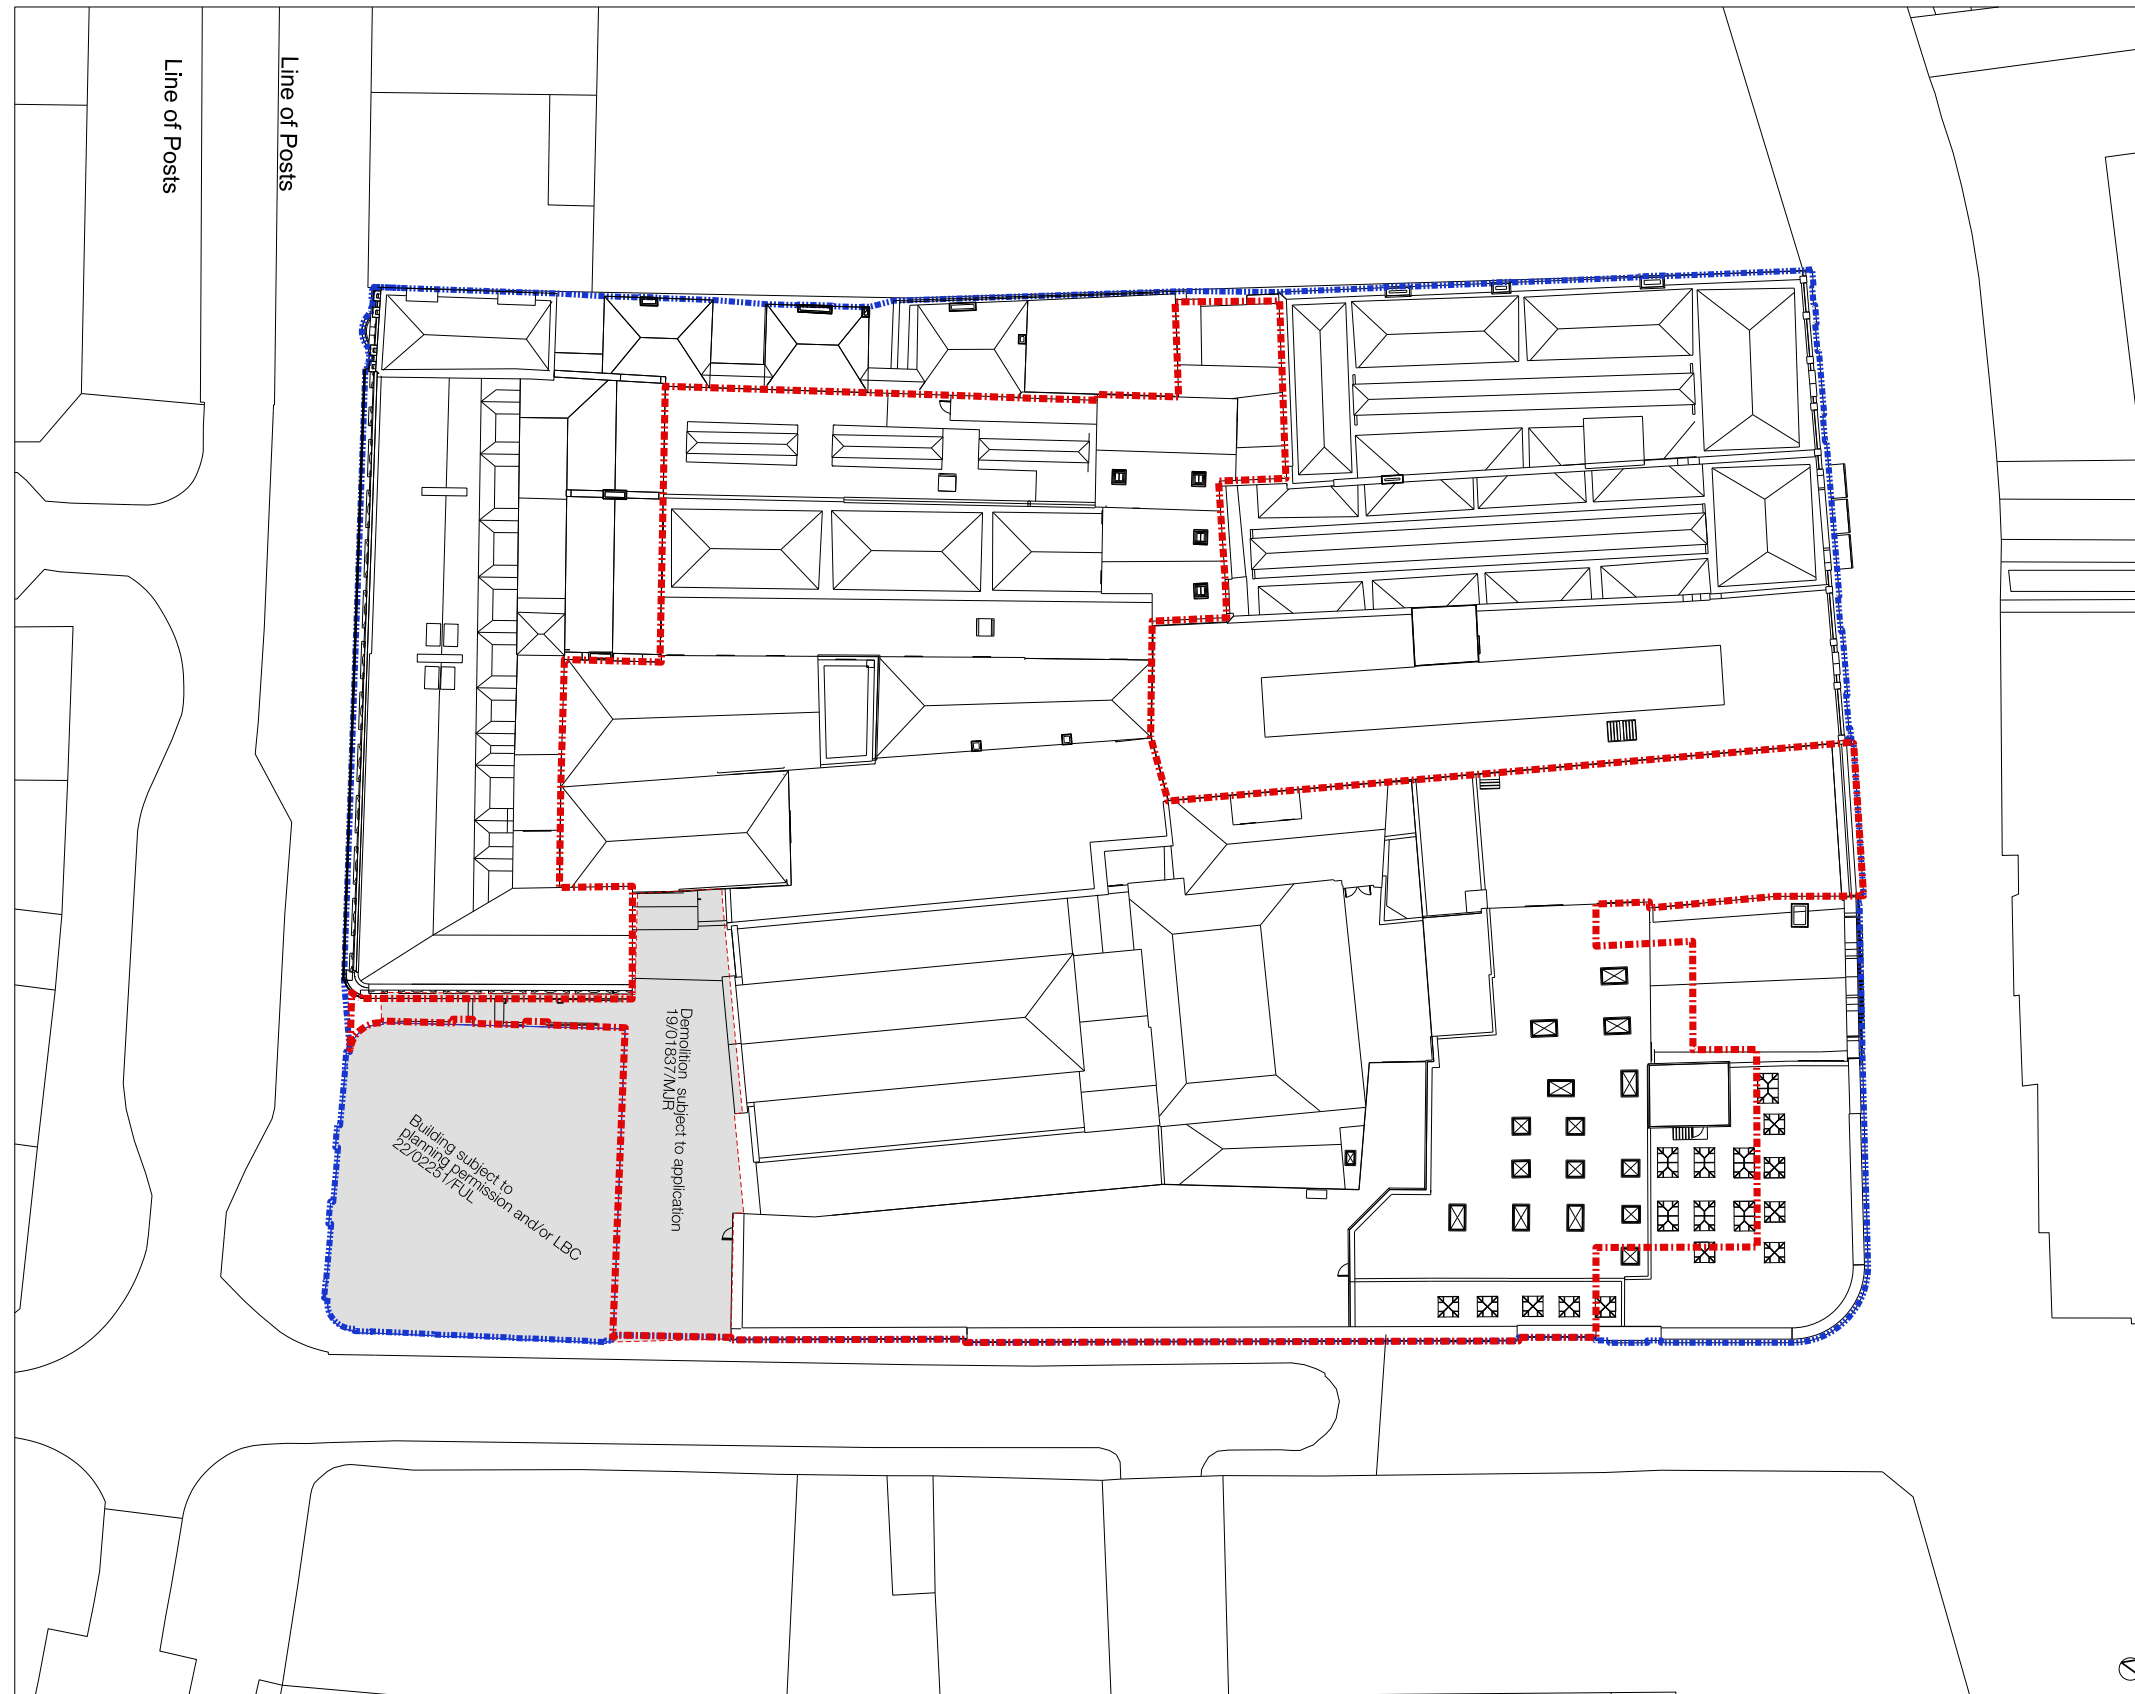 Line of Posts
Line of Posts
Demolition subject to application
19/01837/MJR
Building subject to
planning permission and/or LBC
22/02251/FUL